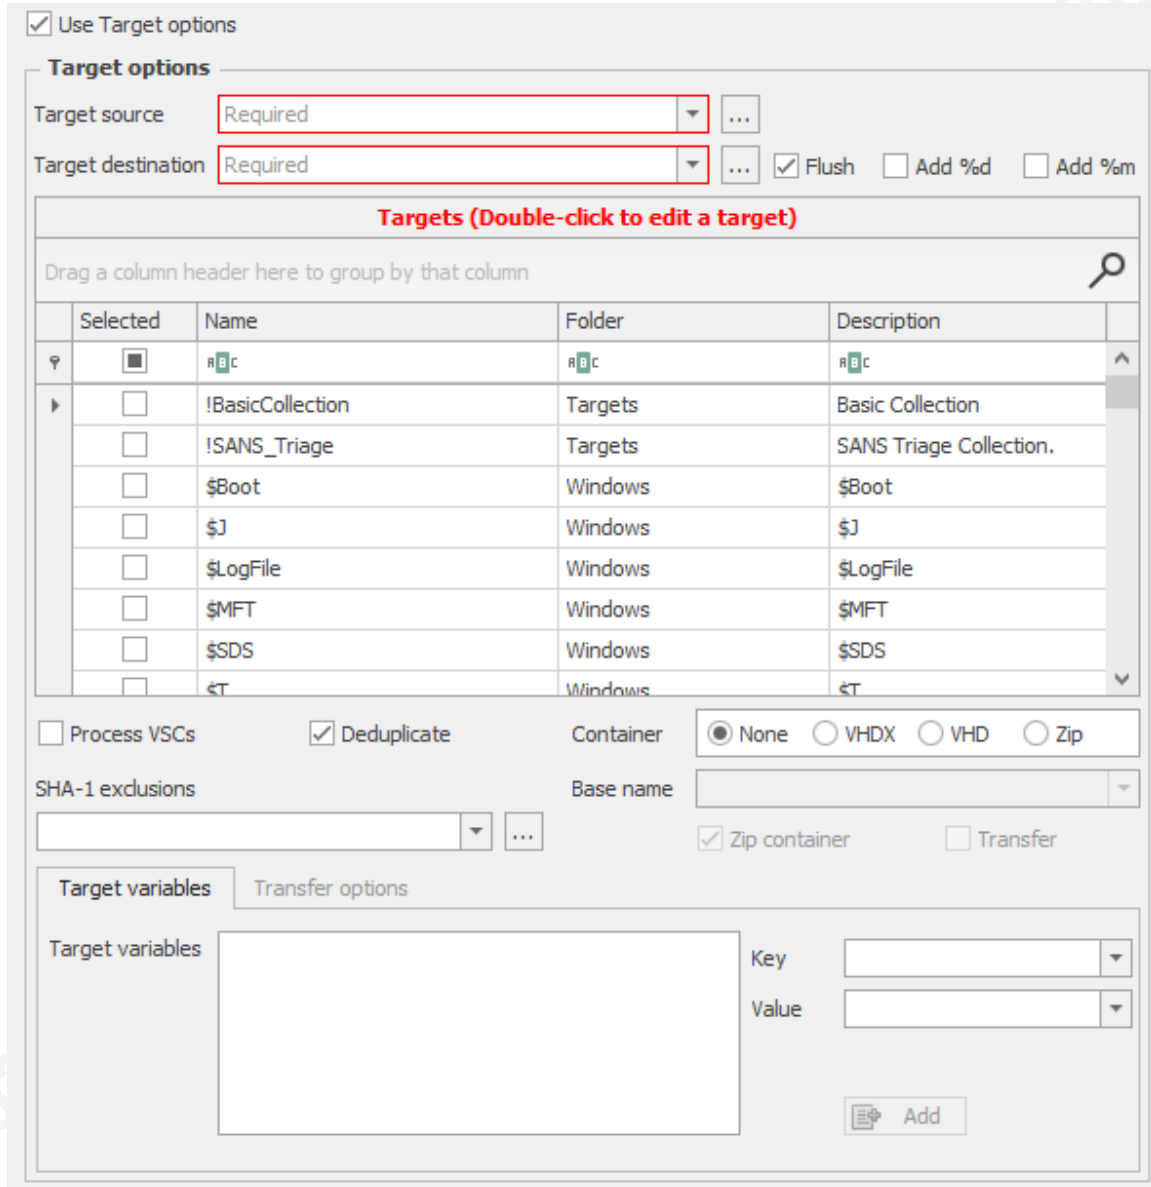 Use Target options
Target options
Target source Required ...
Target destination Required ... Flush Add %d Add %m
Targets (Double-click to edit a target)
Drag a column header here to group by that column
Selected Name Folder Description
ABC ABC ABC
!BasicCollection Targets Basic Collection
!SANS_Triage Targets SANS Triage Collection.
$Boot Windows $Boot
$J Windows $J
$LogFile Windows $LogFile
$MFT Windows $MFT
$SDS Windows $SDS
$T Windows $T
Process VSCs Deduplicate Container None VHDX VHD Zip
SHA-1 exclusions Base name
... Zip container Transfer
Target variables Transfer options
Target variables Key
Value
Add